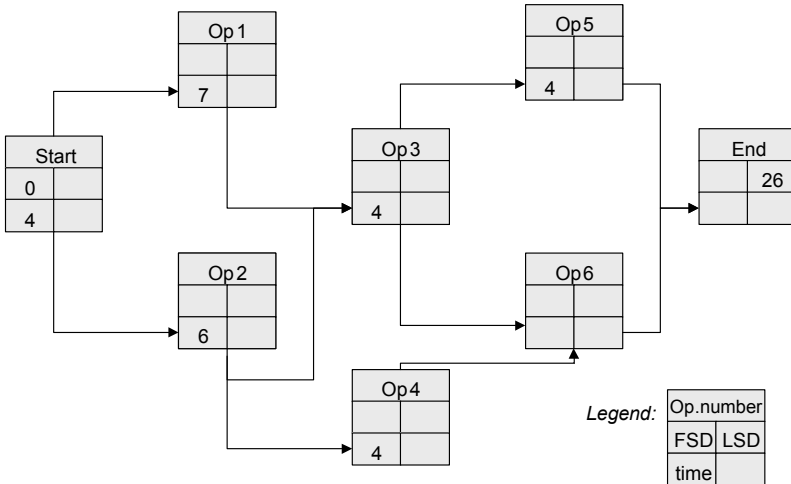 Start
0
4
Op1
7
Op2
6
Op3
4
Op4
4
Op5
4
Op6
End
26
Legend:
Op.number
FSD LSD
time